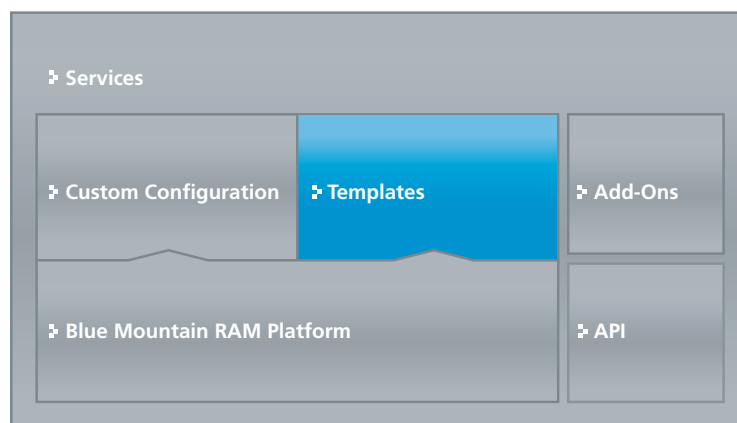 Services
Custom Configuration
Templates
Add-Ons
Blue Mountain RAM Platform
API